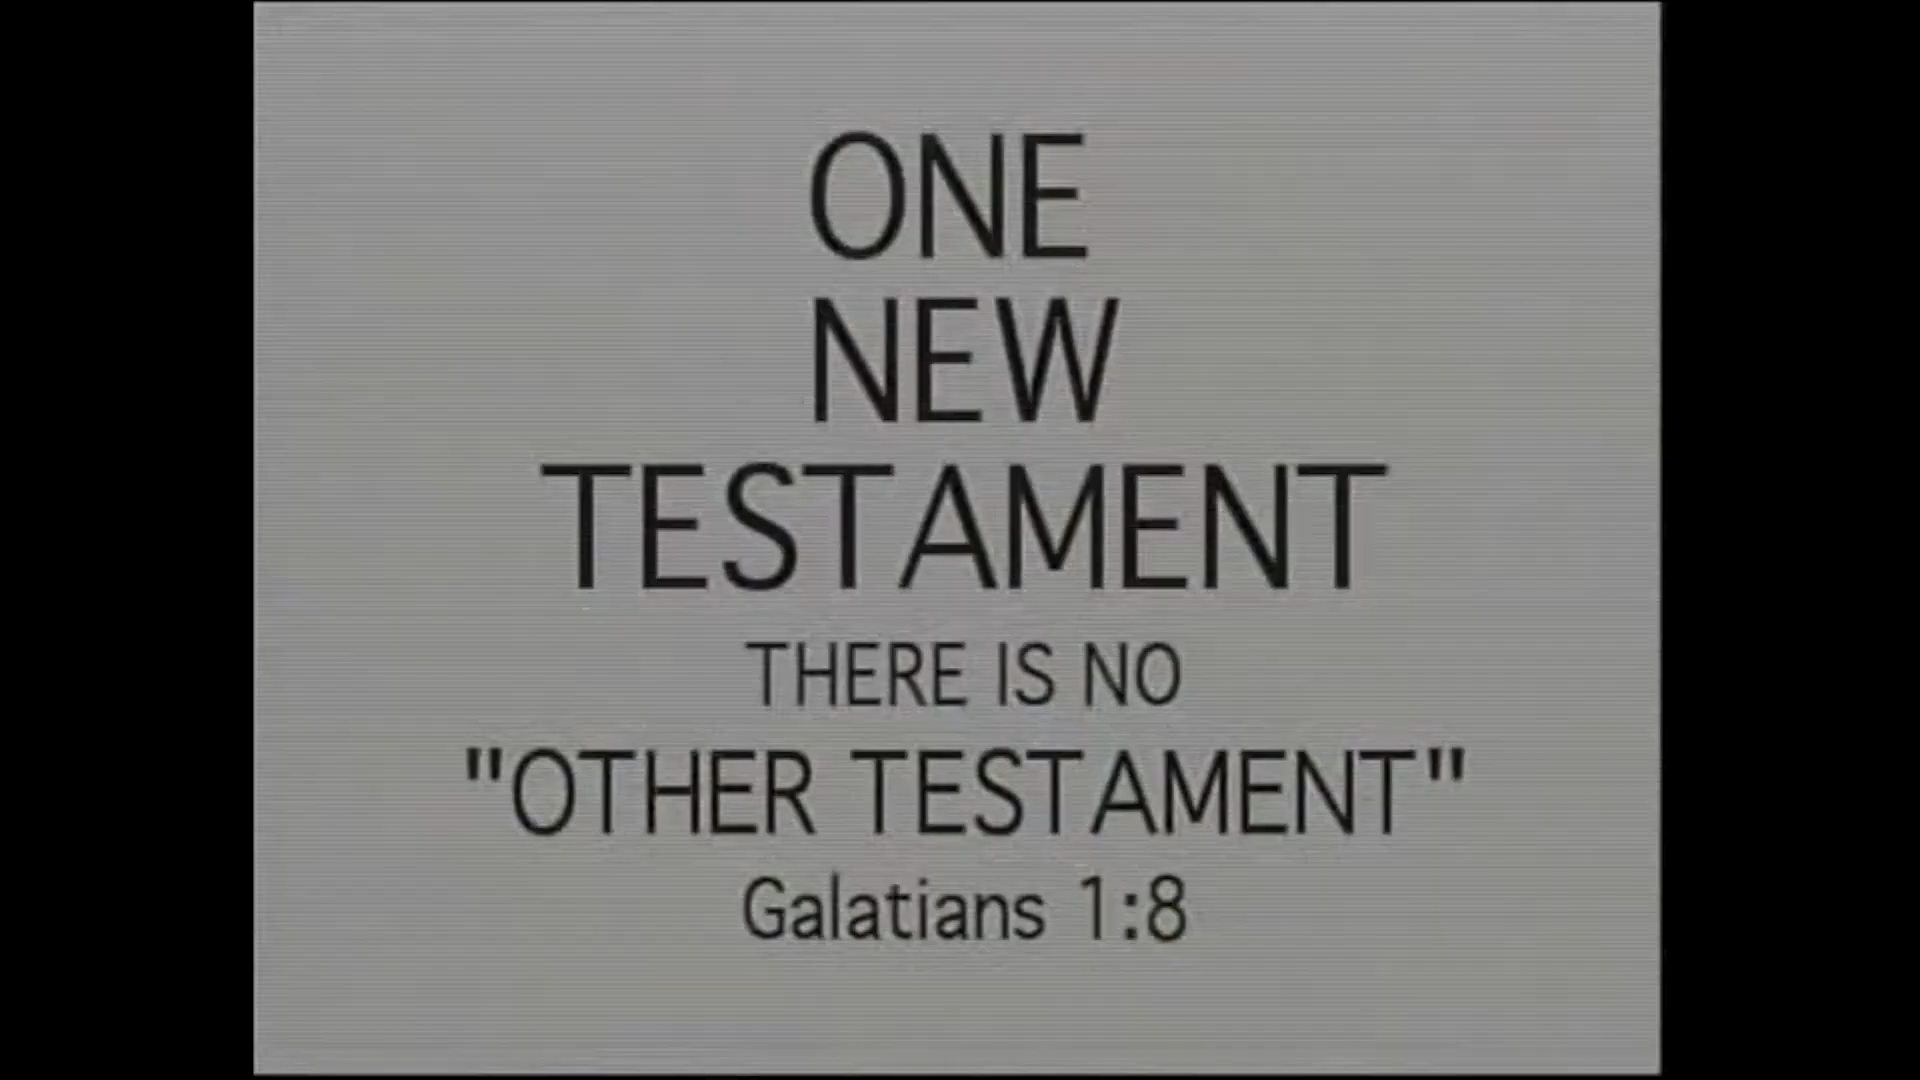 ONE
NEW
TESTAMENT
THERE IS NO
"OTHER TESTAMENT"
Galatians 1:8